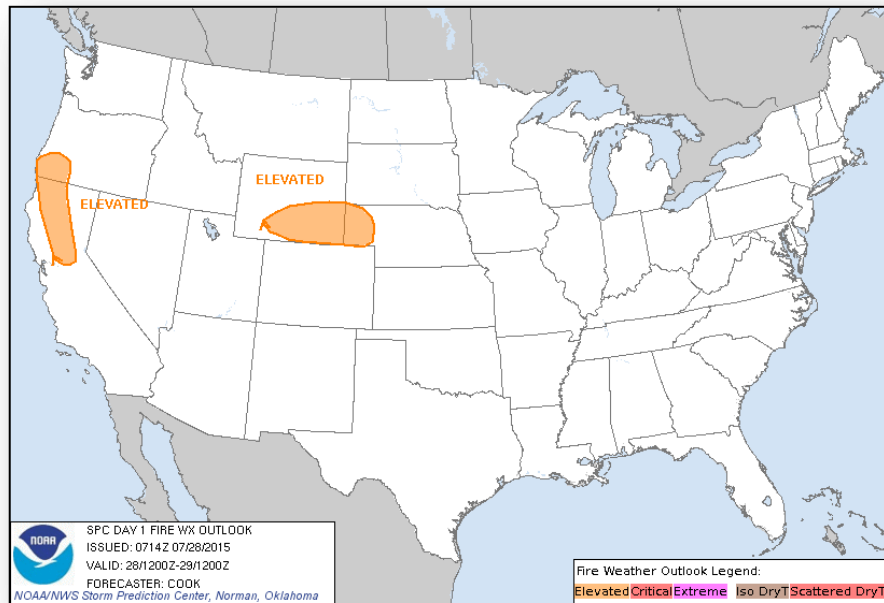 ELEVATED
ELEVATED
SPC DAY 1 FIRE WX OUTLOOK
ISSUED: 0714Z 07/28/2015
VALID: 28/1200Z-29/1200Z
FORECASTER: COOK
NOAA
NOAA/NWS Storm Prediction Center, Norman, Oklahoma
Fire Weather Outlook Legend:
Elevated Critical Extreme Iso DryT Scattered DryT